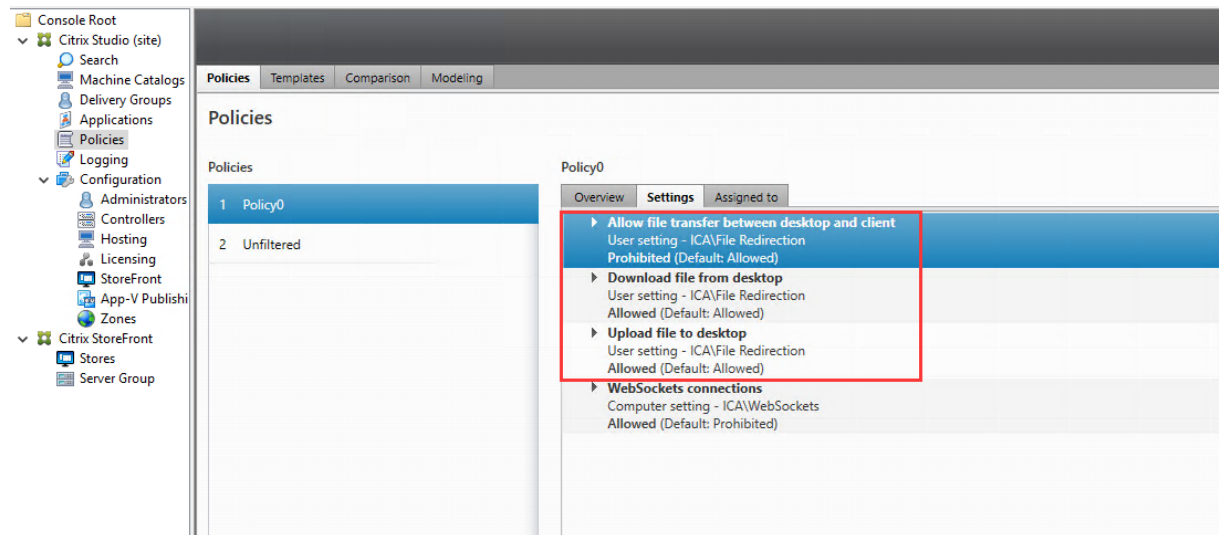 Console Root
Citrix Studio (site)
Search
Machine Catalogs
Delivery Groups
Applications
Policies
Logging
Configuration
Administrators
Controllers
Hosting
Licensing
StoreFront
App-V Publishi
Zones
Citrix StoreFront
Stores
Server Group
Policies Templates Comparison Modeling
Policies
Policies
1 Policy0
2 Unfiltered
Policy0
Overview Settings Assigned to
Allow file transfer between desktop and client
User setting - ICA\File Redirection
Prohibited (Default: Allowed)
Download file from desktop
User setting - ICA\File Redirection
Allowed (Default: Allowed)
Upload file to desktop
User setting - ICA\File Redirection
Allowed (Default: Allowed)
WebSockets connections
Computer setting - ICA\WebSockets
Allowed (Default: Prohibited)